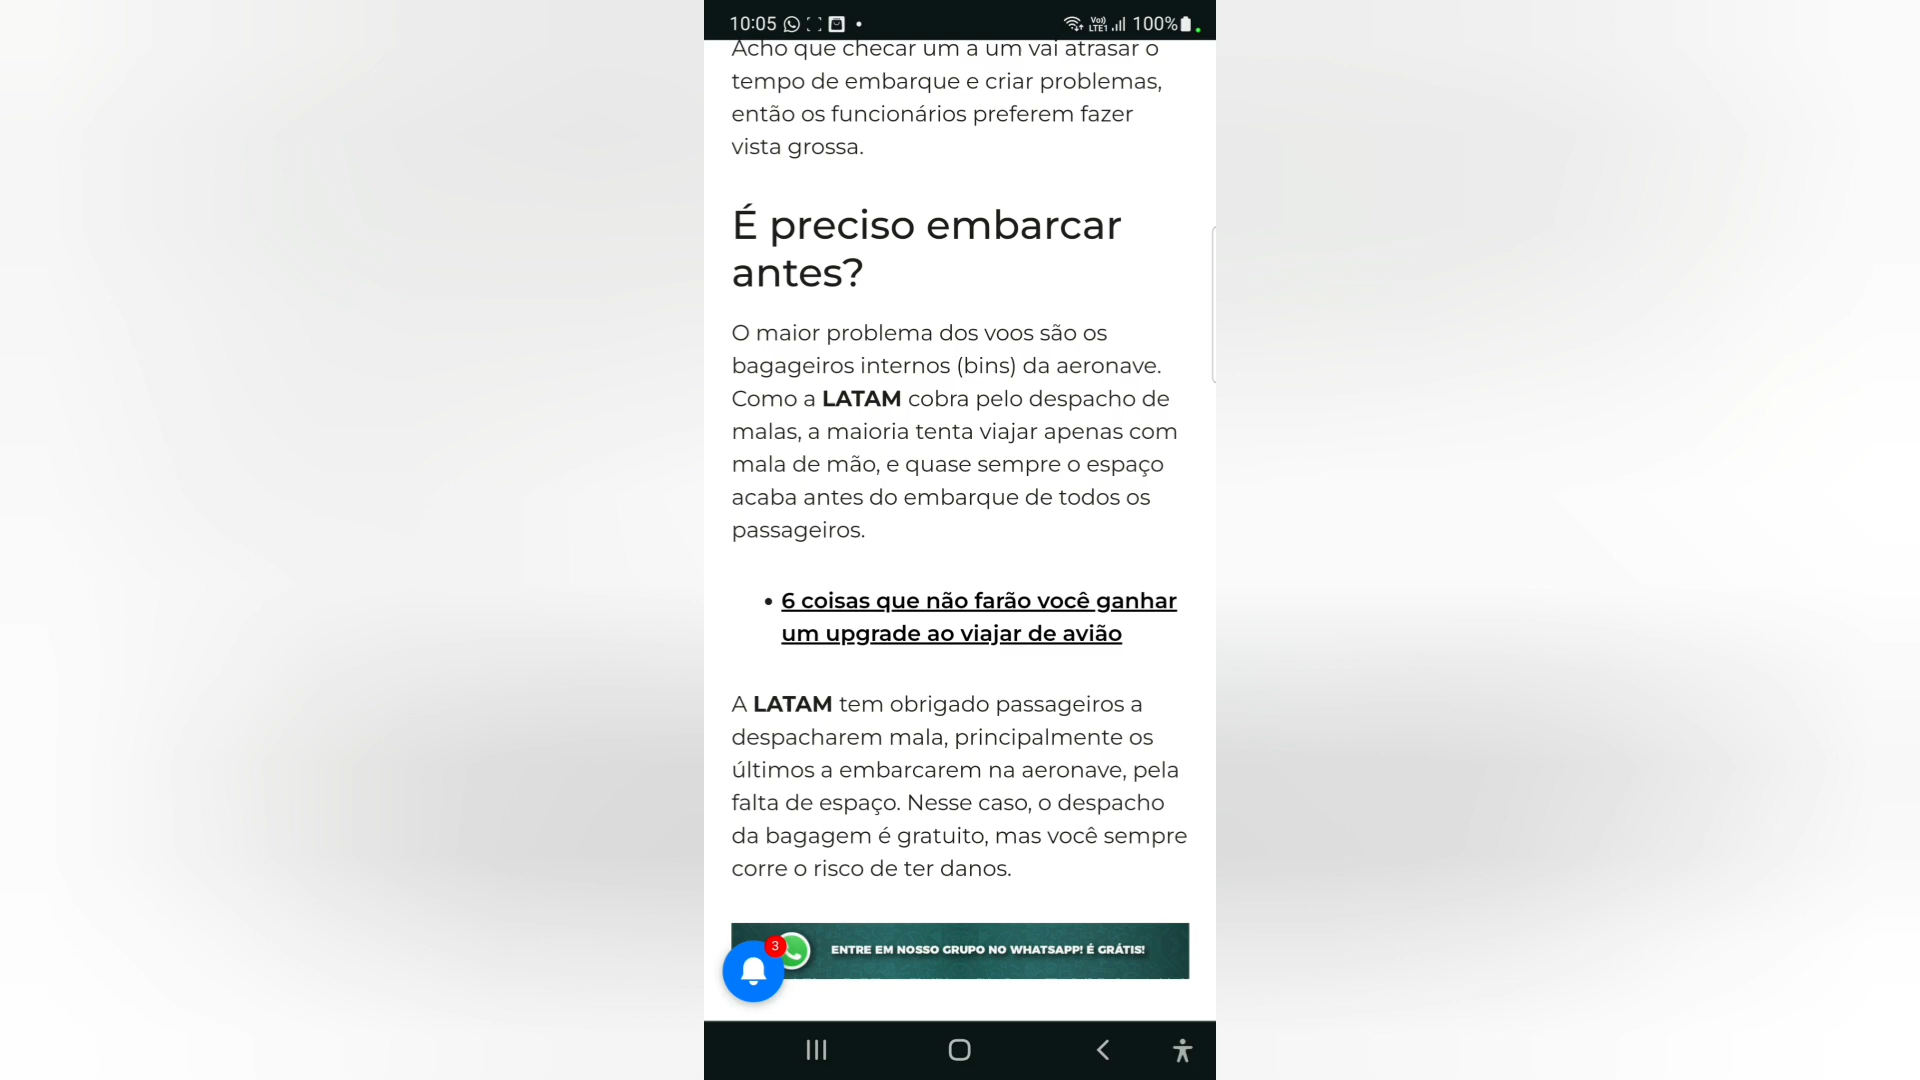 10:05
LTE1
100%
Acho que checar um a um vai atrasar o
tempo de embarque e criar problemas,
então os funcionários preferem fazer
vista grossa.
É preciso embarcar
antes?
O maior problema dos voos são os
bagageiros internos (bins) da aeronave.
Como a LATAM cobra pelo despacho de
malas, a maioria tenta viajar apenas com
mala de mão, e quase sempre o espaço
acaba antes do embarque de todos os
passageiros.
• 6 coisas que não farão você ganhar
um upgrade ao viajar de avião
A LATAM tem obrigado passageiros a
despacharem mala, principalmente os
últimos a embarcarem na aeronave, pela
falta de espaço. Nesse caso, o despacho
da bagagem é gratuito, mas você sempre
corre o risco de ter danos.
3
ENTRE EM NOSSO GRUPO NO WHATSAPP! É GRÁTIS!